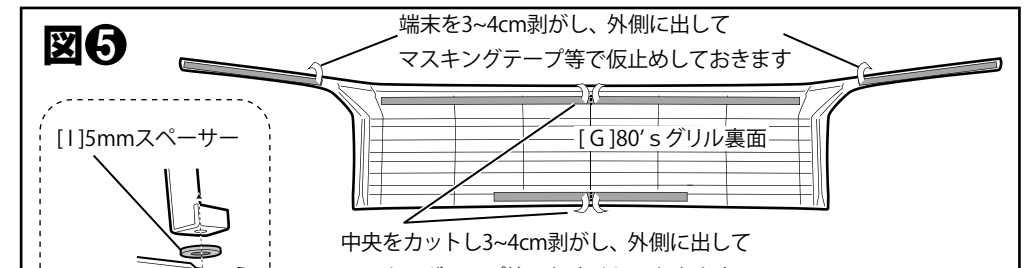 図❺
端末を3~4cm剥がし、外側に出して
マスキングテープ等で仮止めしておきます
[ I ]5mmスペーサー
[ G ]80’sグリル裏面
中央をカットし3~4cm剥がし、外側に出して